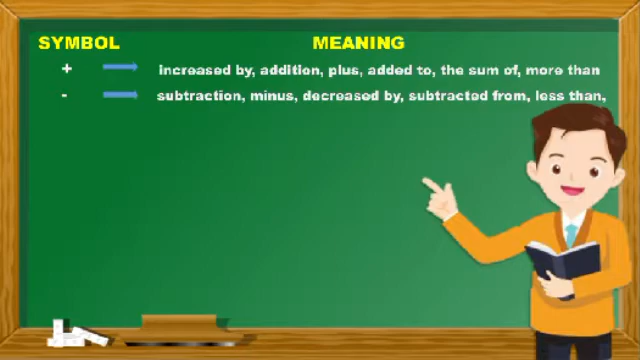 SYMBOL MEANING
+ increased by, addition, plus, added to, the sum of, more than
- subtraction, minus, decreased by, subtracted from, less than,